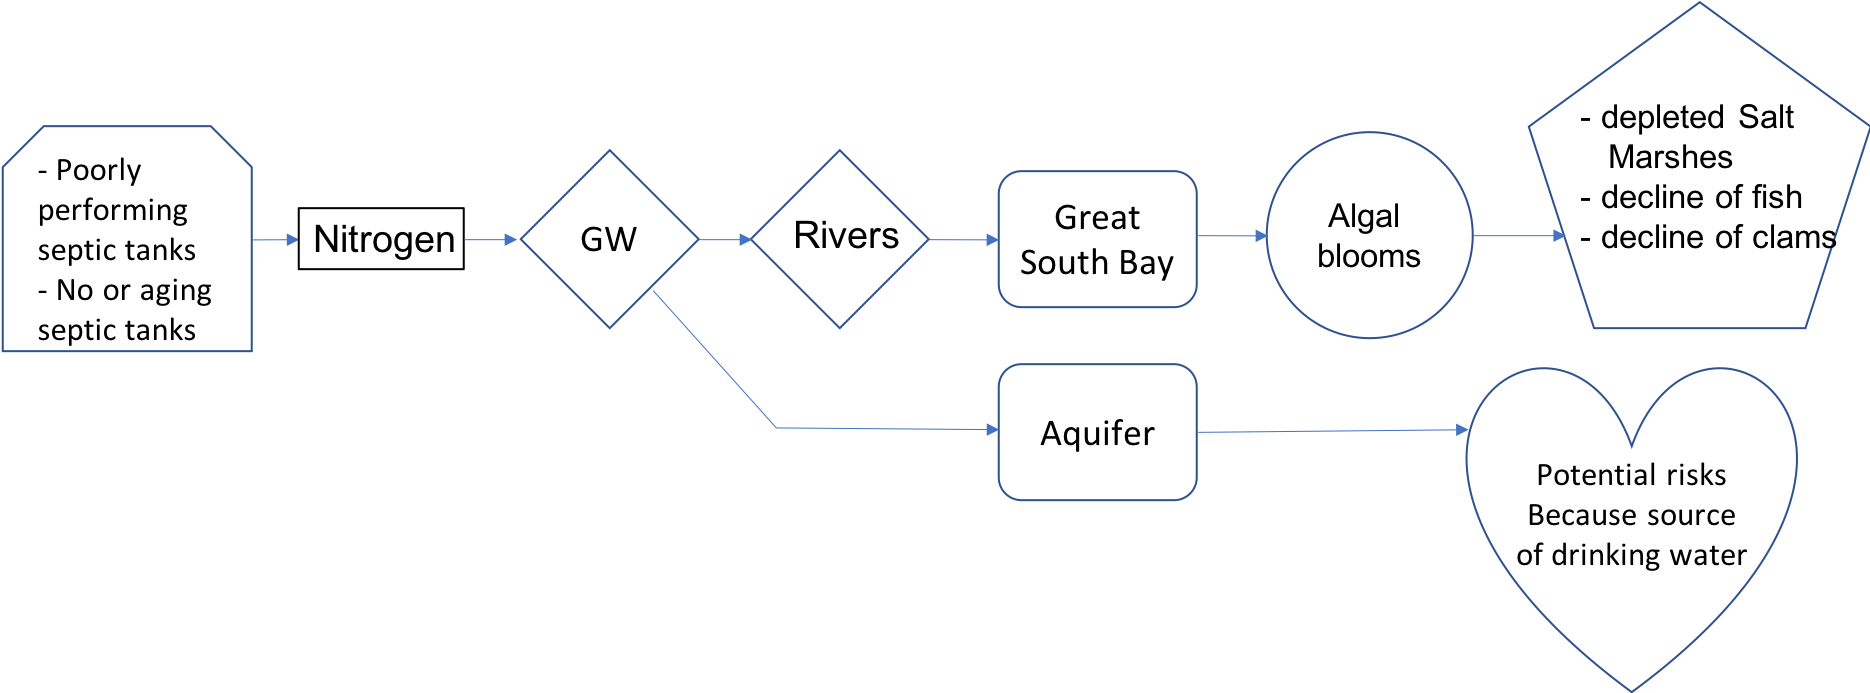 - Poorly
performing
septic tanks
- No or aging
septic tanks
Nitrogen
GW
Rivers
Great
South Bay
Algal
blooms
- depleted Salt
Marshes
- decline of fish
- decline of clams
Aquifer
Potential risks
Because source
of drinking water